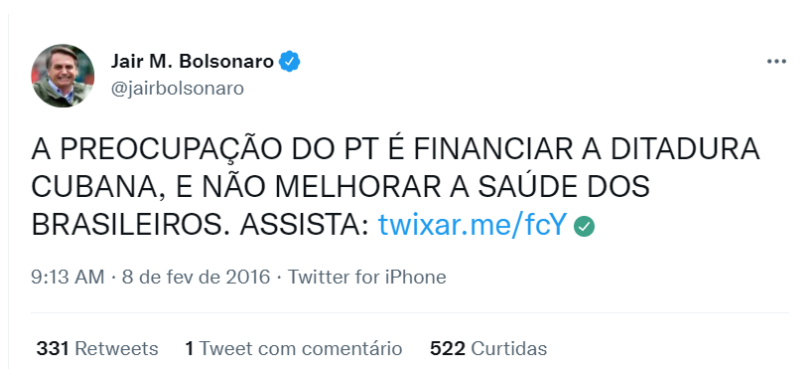 Jair M. Bolsonaro
@jairbolsonaro
A PREOCUPAÇÃO DO PT É FINANCIAR A DITADURA
CUBANA, E NÃO MELHORAR A SAÚDE DOS
BRASILEIROS. ASSISTA: twixar.me/fcY
9:13 AM · 8 de fev de 2016 · Twitter for iPhone
331 Retweets 1 Tweet com comentário 522 Curtidas